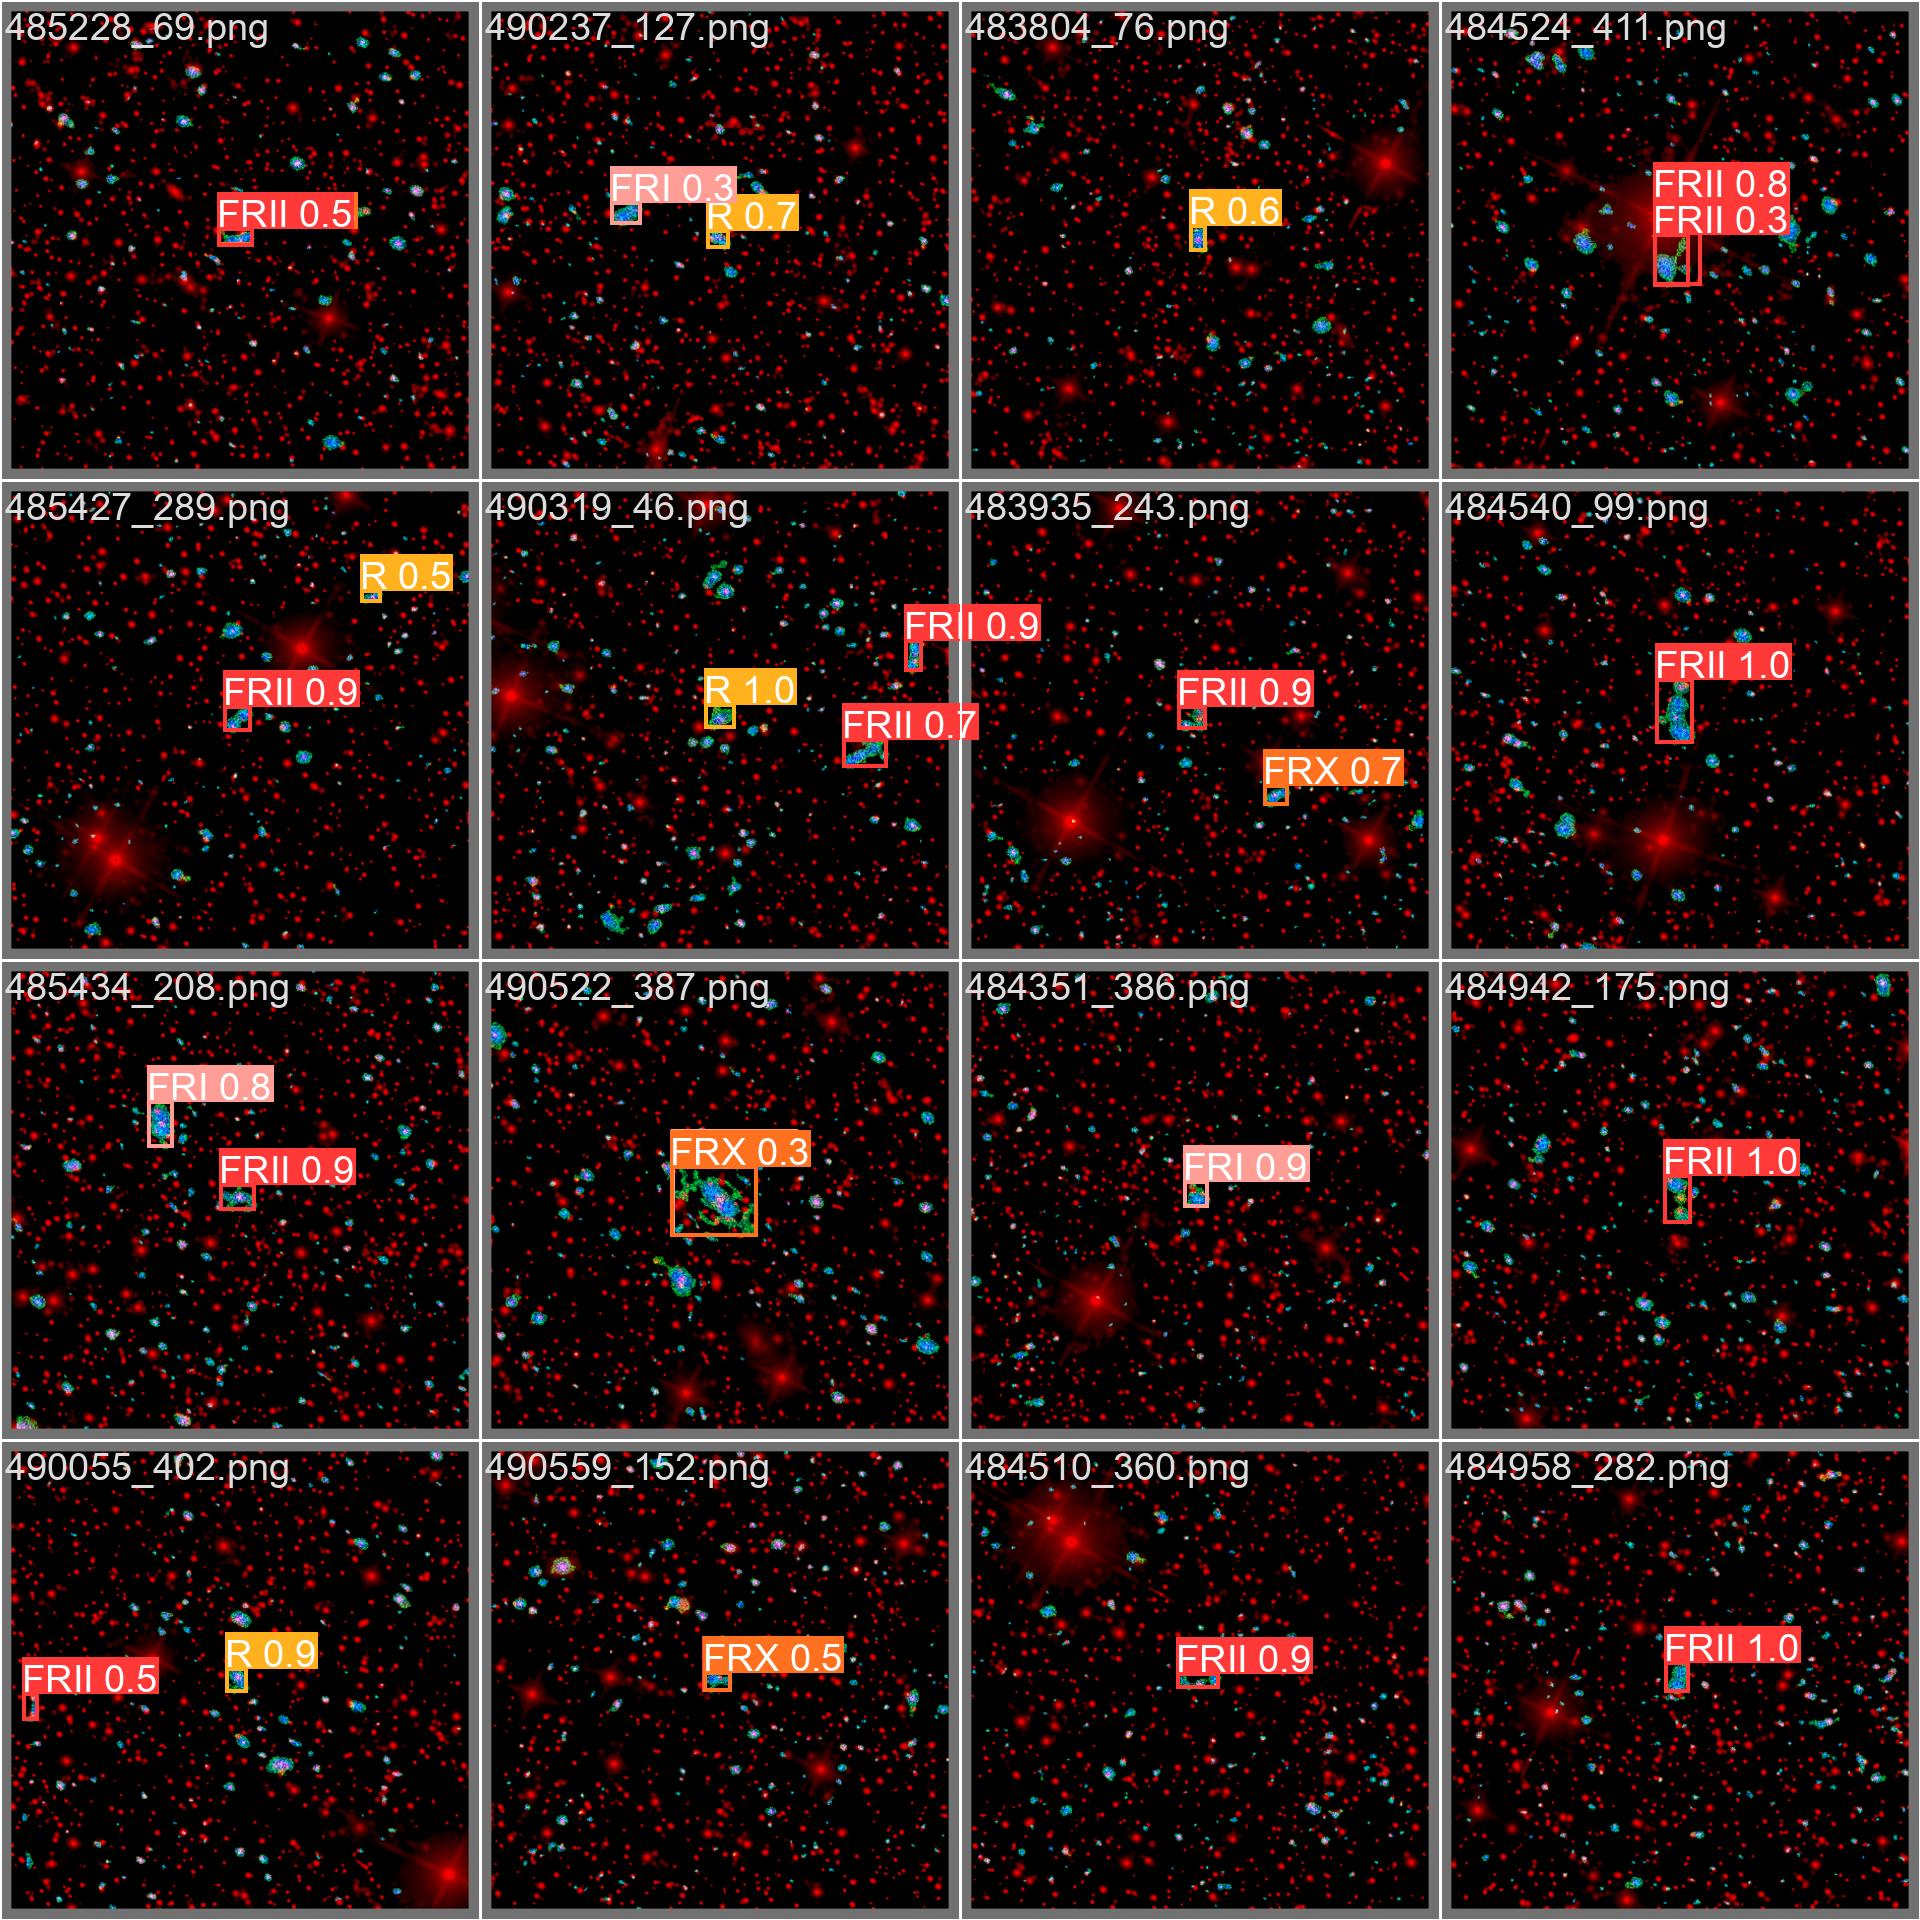 485228_69.png
FRII 0.5
490237_127.png
FRI 0.3
R 0.7
483804_76.png
R 0.6
484524_411.png
FRII 0.8
FRII 0.3
485427_289.png
R 0.5
FRII 0.9
490319_46.png
FRII 0.9
R 1.0
FRII 0.7
483935_243.png
FRII 0.9
FRX 0.7
484540_99.png
FRII 1.0
485434_208.png
FRI 0.8
FRII 0.9
490522_387.png
FRX 0.3
484351_386.png
FRI 0.9
484942_175.png
FRII 1.0
490055_402.png
R 0.9
FRII 0.5
490559_152.png
FRX 0.5
484510_360.png
FRII 0.9
484958_282.png
FRII 1.0